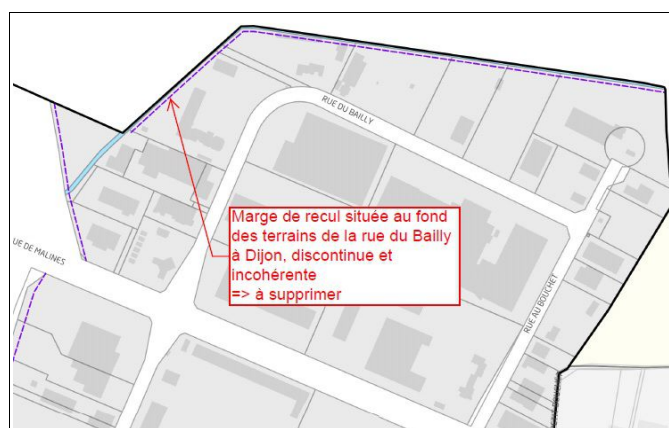 RUE DU BAILLY
Marge de recul située au fond
des terrains de la rue du Bailly
à Dijon, discontinue et
incohérente
=> à supprimer
UE DE MALINES
RUE AU BOUCHET